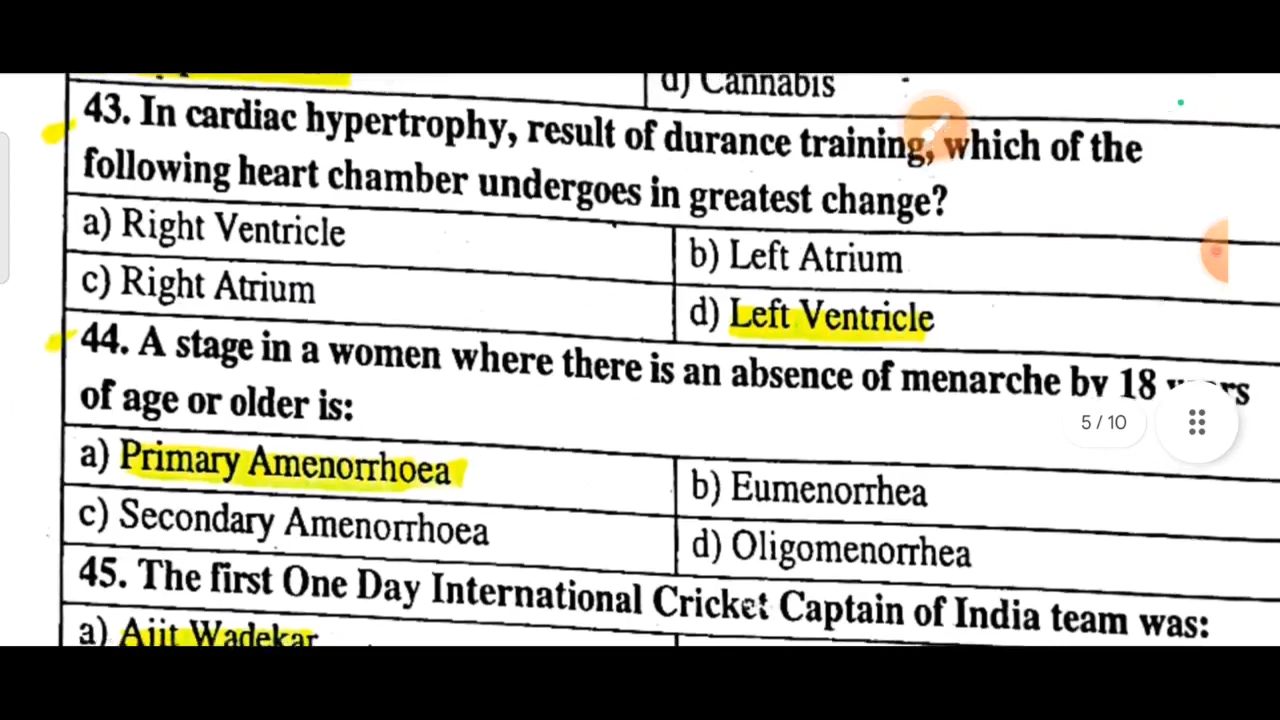 d) Cannabis
43. In cardiac hypertrophy, result of durance training, which of the
following heart chamber undergoes in greatest change?
a) Right Ventricle
b) Left Atrium
c) Right Atrium
d) Left Ventricle
44. A stage in a women where there is an absence of menarche by 18
of age or older is:
5 / 10
a) Primary Amenorrhoea
b) Eumenorrhea
c) Secondary Amenorrhoea
d) Oligomenorrhea
45. The first One Day International Cricket Captain of India team was:
a) Ajit Wadekar